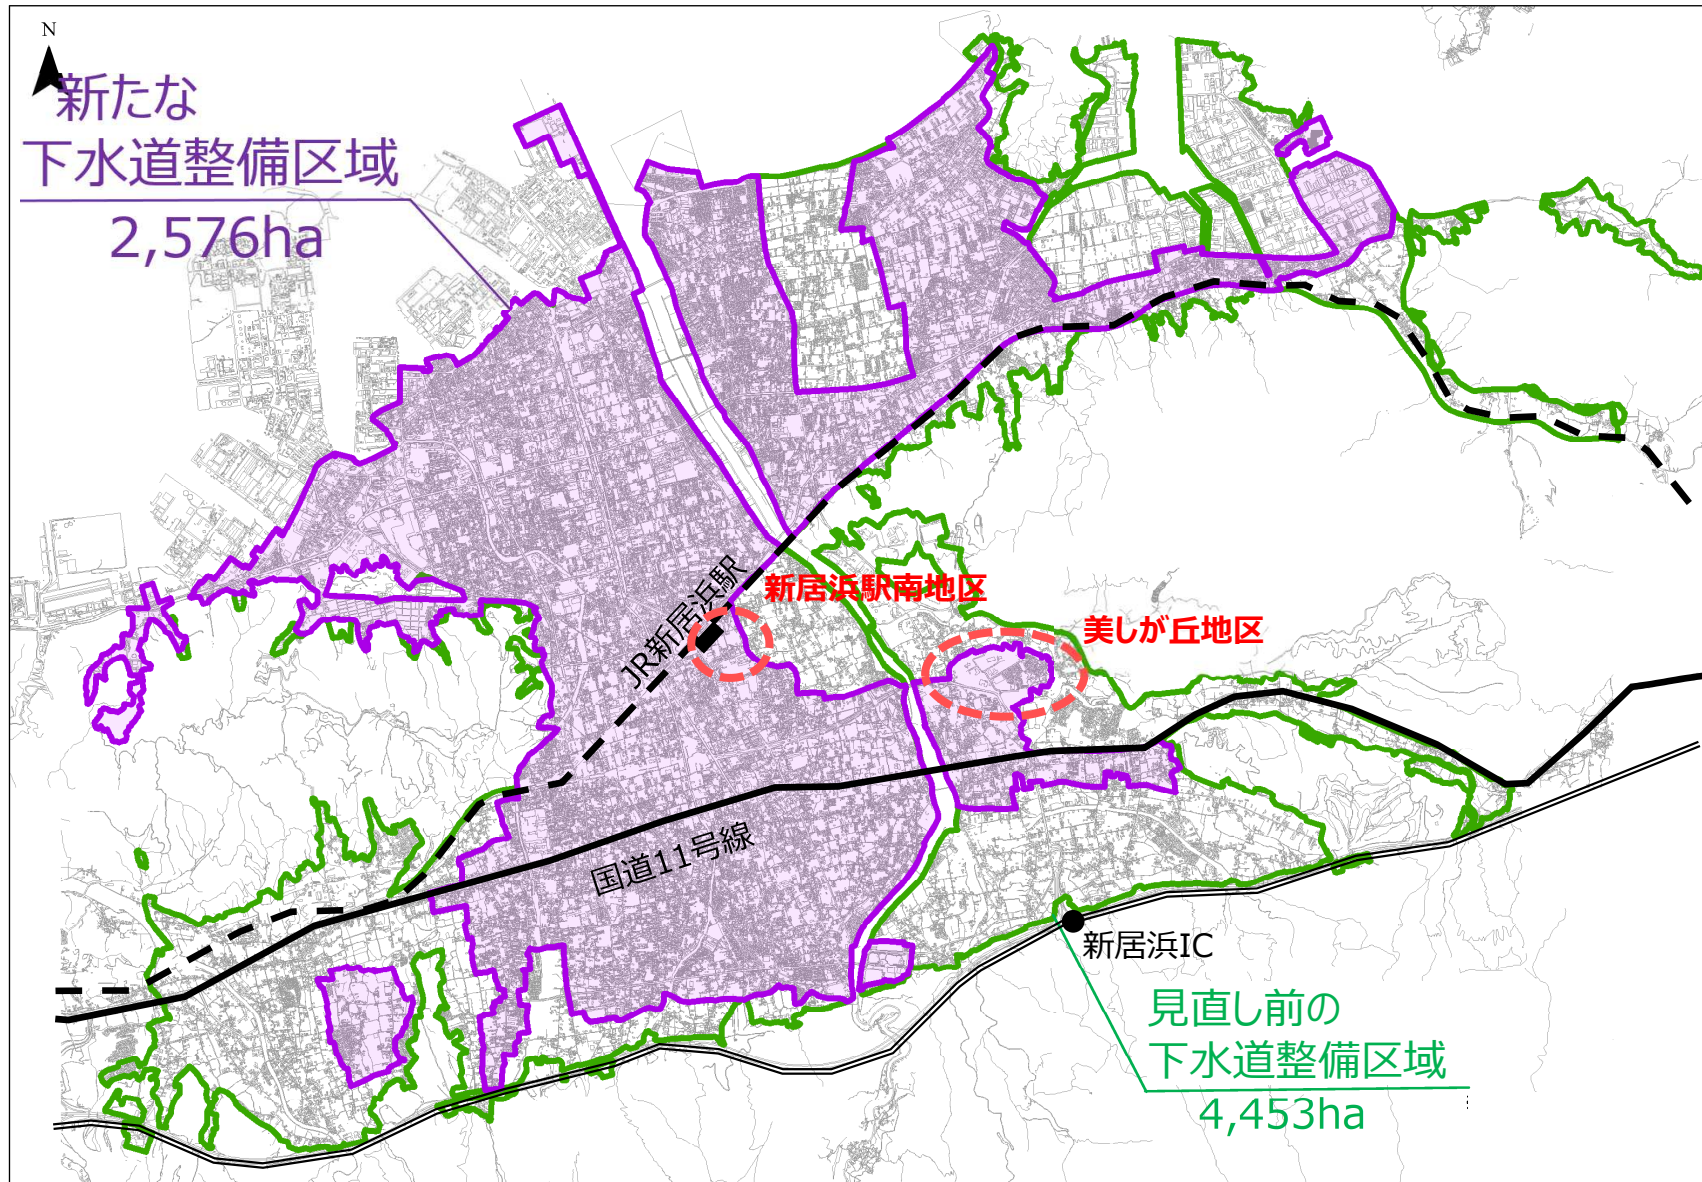 N
新たな
下水道整備区域
2,576ha
JR新居浜駅
新居浜駅南地区
美しが丘地区
国道11号線
新居浜IC
見直し前の
下水道整備区域
4,453ha